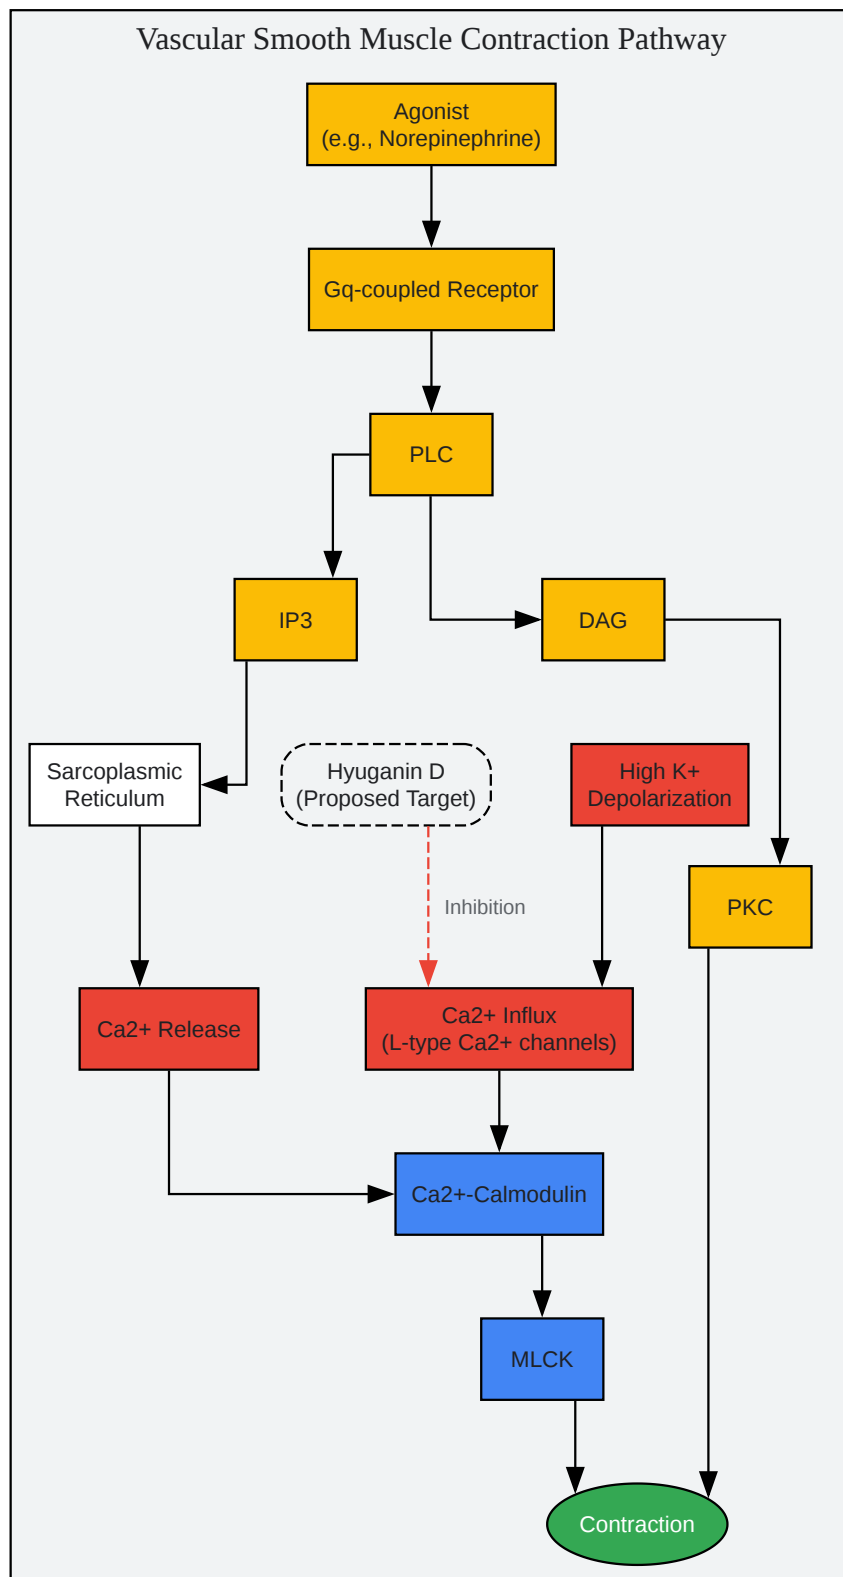 Vascular Smooth Muscle Contraction Pathway
Agonist
(e.g., Norepinephrine)
Gq-coupled Receptor
PLC
IP3
DAG
Sarcoplasmic
Reticulum
Hyuganin D
(Proposed Target)
High K+
Depolarization
PKC
Inhibition
Ca2+ Release
Ca2+ Influx
(L-type Ca2+ channels)
Ca2+-Calmodulin
MLCK
Contraction